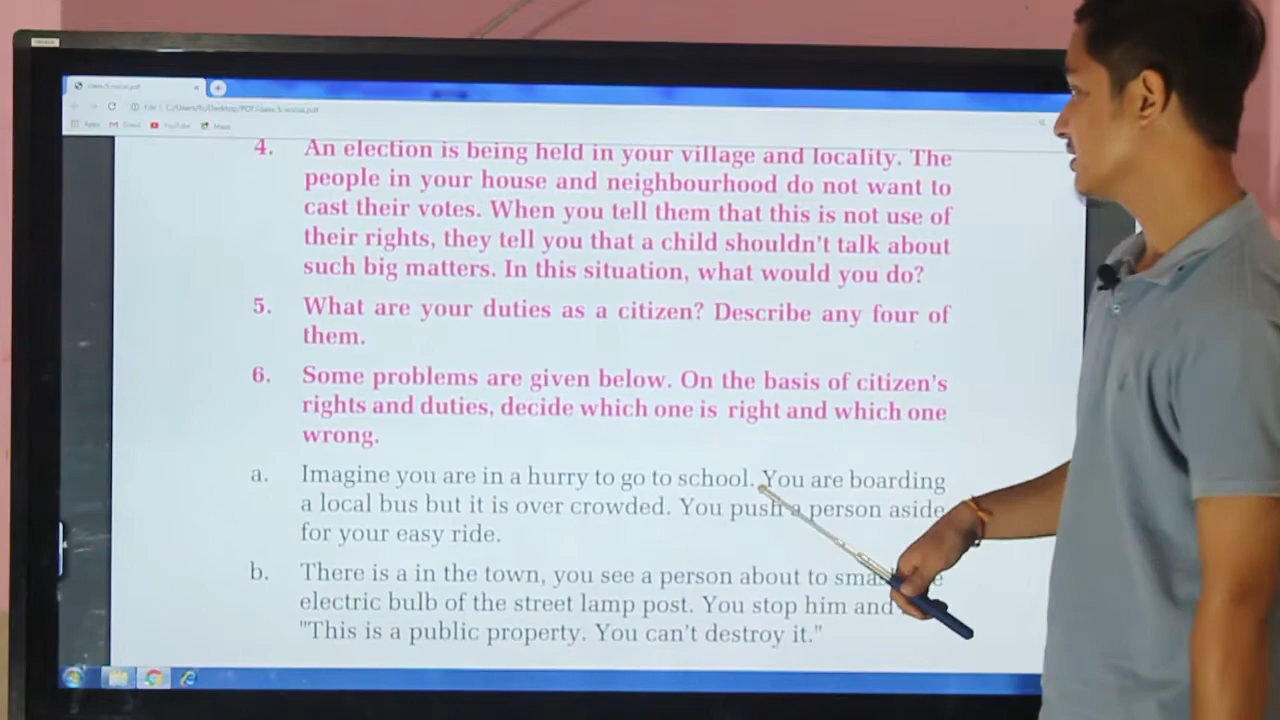 File C:/Users/ 
Apps Gmail YouTube Maps
4. An election is being held in your village and locality. The
people in your house and neighbourhood do not want to
cast their votes. When you tell them that this is not use of
their rights, they tell you that a child shouldn't talk about
such big matters. In this situation, what would you do?
5. What are your duties as a citizen? Describe any four of
them.
6. Some problems are given below. On the basis of citizen's
rights and duties, decide which one is right and which one
wrong.
a. Imagine you are in a hurry to go to school. You are boarding
a local bus but it is over crowded. You push a person aside
for your easy ride.
b. There is a in the town, you see a person about to
electric bulb of the street lamp post. You stop him and
"This is a public property. You can't destroy it."